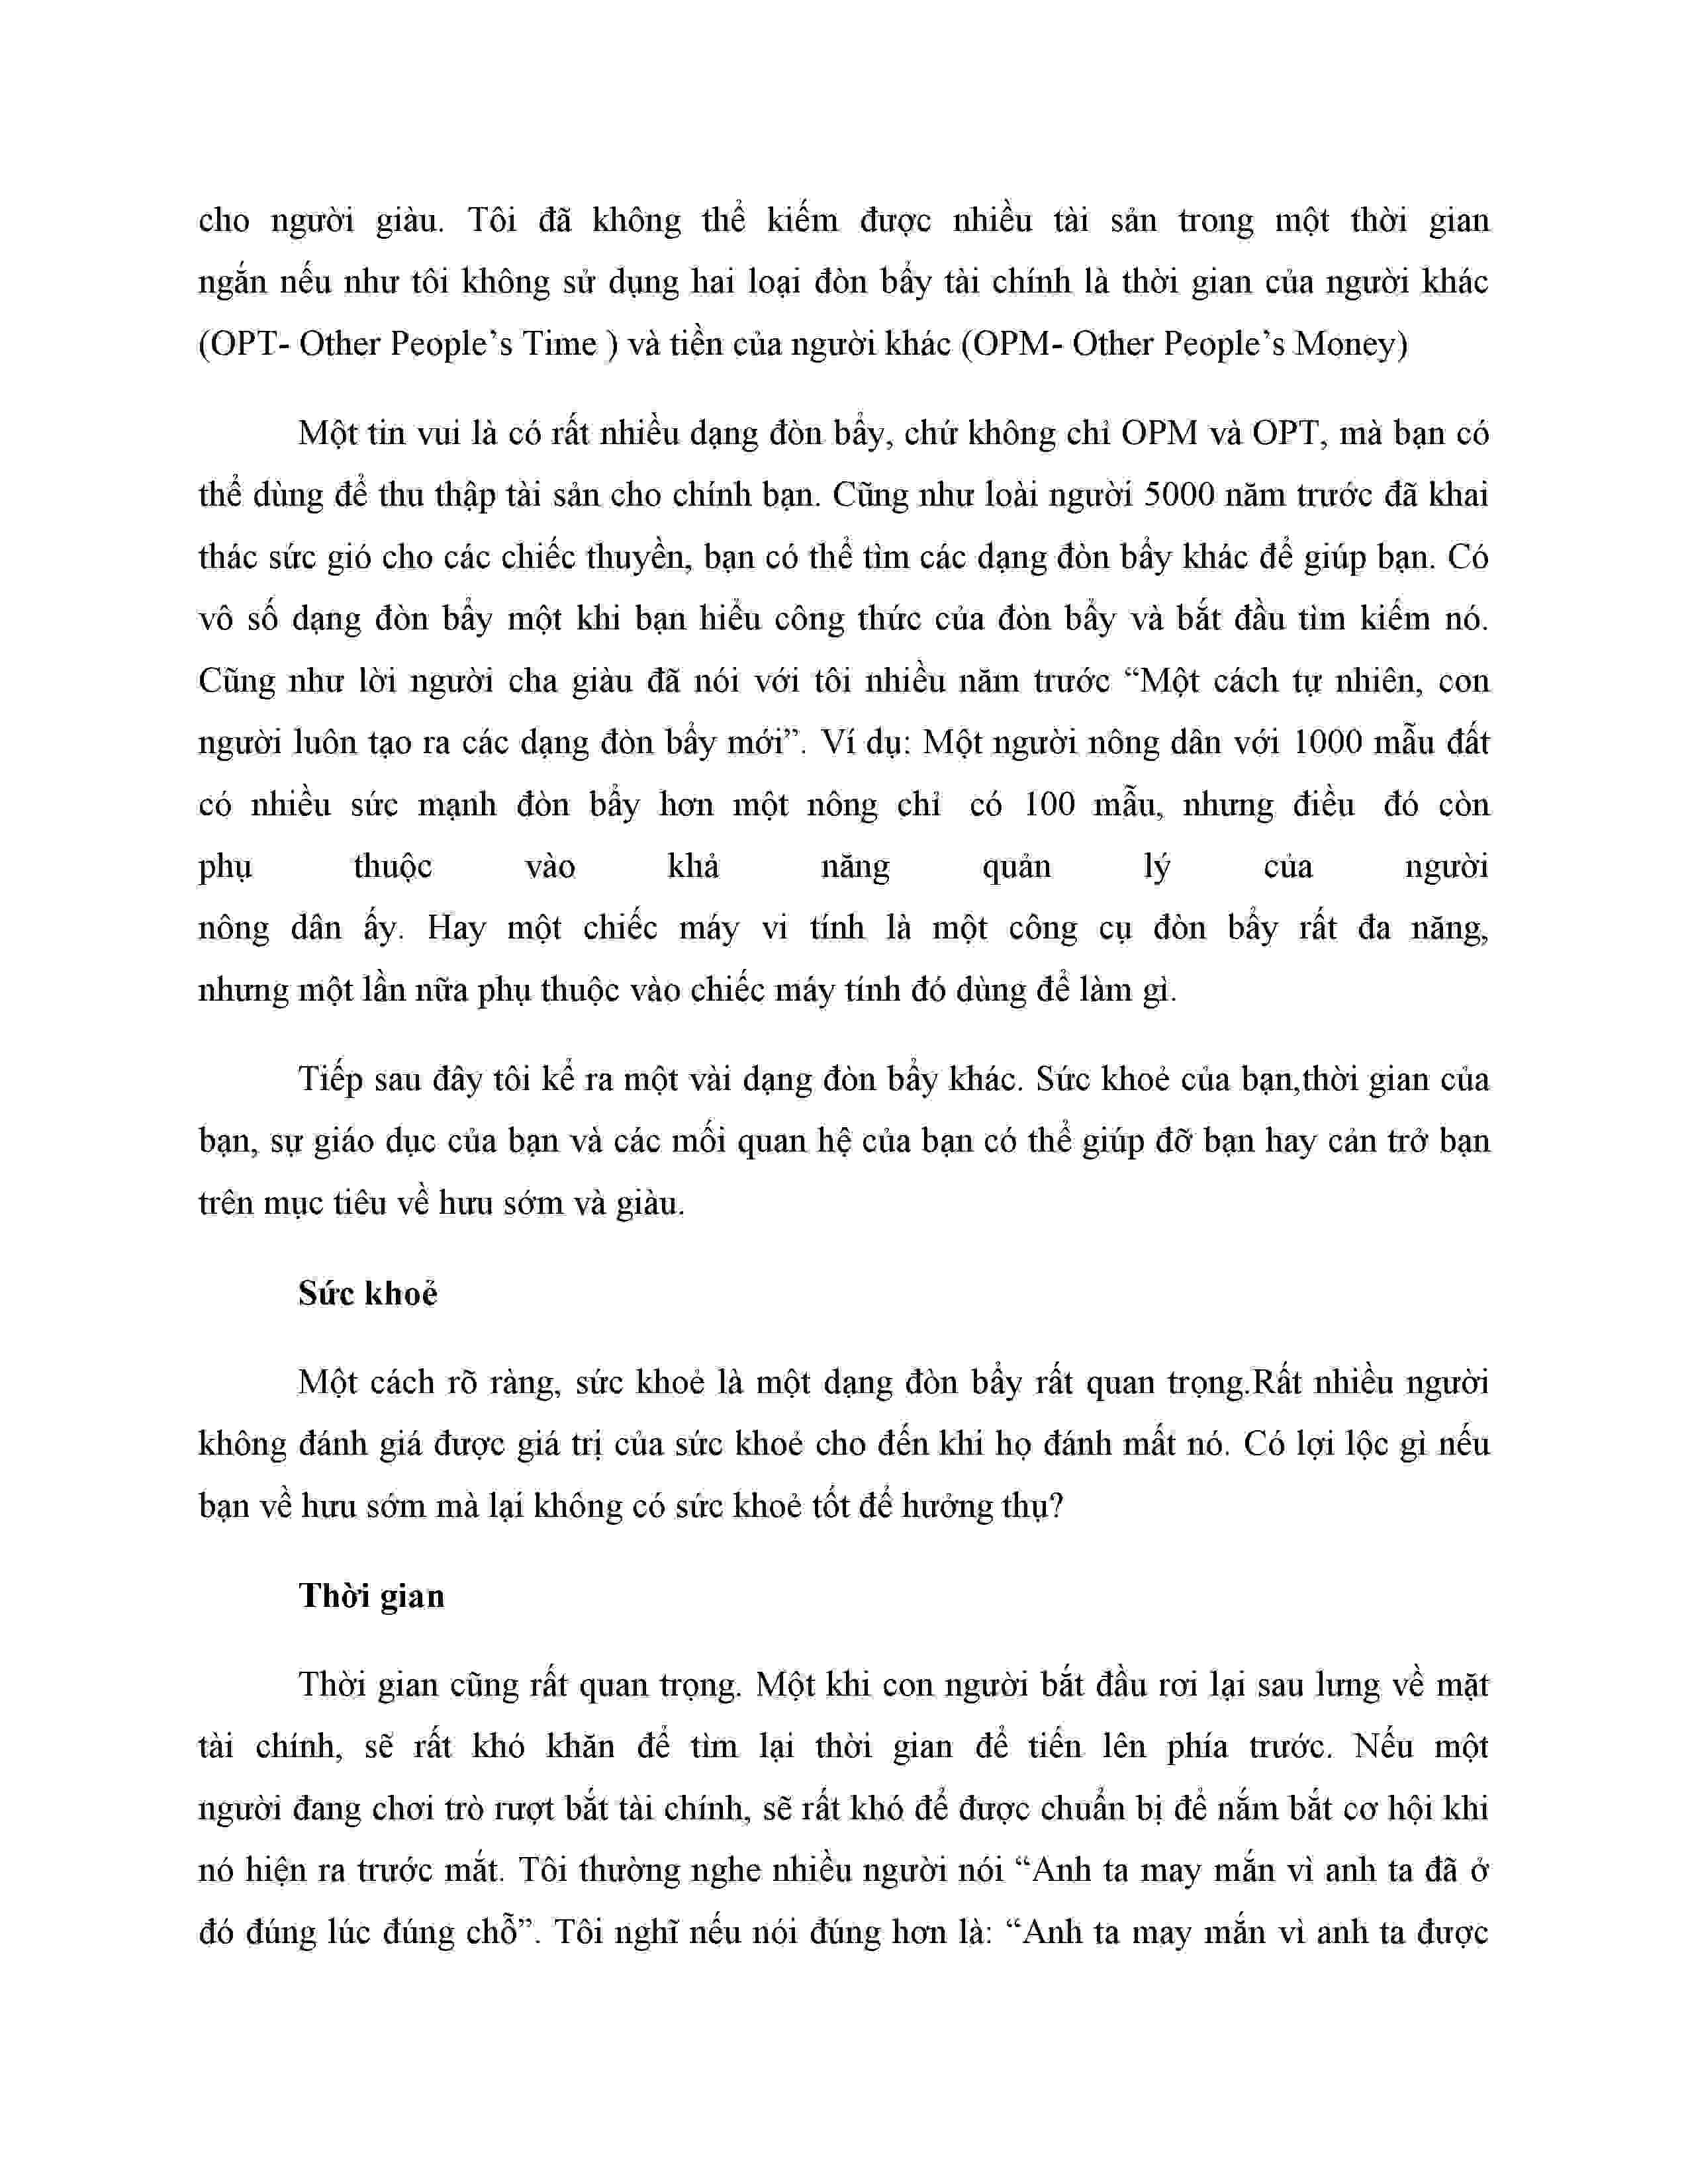 cho người giàu. Tôi đã không thể kiếm được nhiều tài sản trong một thời gian
ngắn nếu như tôi không sử dụng hai loại đòn bẩy tài chính là thời gian của người khác
(OPT- Other People’s Time ) và tiền của người khác (OPM- Other People’s Money)
Một tin vui là có rất nhiều dạng đòn bẩy, chứ không chỉ OPM và OPT, mà bạn có
thể dùng để thu thập tài sản cho chính bạn. Cũng như loài người 5000 năm trước đã khai
thác sức gió cho các chiếc thuyền, bạn có thể tìm các dạng đòn bẩy khác để giúp bạn. Có
vô số dạng đòn bẩy một khi bạn hiểu công thức của đòn bẩy và bắt đầu tìm kiếm nó.
Cũng như lời người cha giàu đã nói với tôi nhiều năm trước “Một cách tự nhiên, con
người luôn tạo ra các dạng đòn bẩy mới”. Ví dụ: Một người nông dân với 1000 mẫu đất
có nhiều sức mạnh đòn bẩy hơn một nông chỉ có 100 mẫu, nhưng điều đó còn
phụ thuộc vào khả năng quản lý của người
nông dân ấy. Hay một chiếc máy vi tính là một công cụ đòn bẩy rất đa năng,
nhưng một lần nữa phụ thuộc vào chiếc máy tính đó dùng để làm gì.
Tiếp sau đây tôi kể ra một vài dạng đòn bẩy khác. Sức khoẻ của bạn,thời gian của
bạn, sự giáo dục của bạn và các mối quan hệ của bạn có thể giúp đỡ bạn hay cản trở bạn
trên mục tiêu về hưu sớm và giàu.
Sức khoẻ
Một cách rõ ràng, sức khoẻ là một dạng đòn bẩy rất quan trọng.Rất nhiều người
không đánh giá được giá trị của sức khoẻ cho đến khi họ đánh mất nó. Có lợi lộc gì nếu
bạn về hưu sớm mà lại không có sức khoẻ tốt để hưởng thụ?
Thời gian
Thời gian cũng rất quan trọng. Một khi con người bắt đầu rơi lại sau lưng về mặt
tài chính, sẽ rất khó khăn để tìm lại thời gian để tiến lên phía trước. Nếu một
người đang chơi trò rượt bắt tài chính, sẽ rất khó để được chuẩn bị để nắm bắt cơ hội khi
nó hiện ra trước mắt. Tôi thường nghe nhiều người nói “Anh ta may mắn vì anh ta đã ở
đó đúng lúc đúng chỗ”. Tôi nghĩ nếu nói đúng hơn là: “Anh ta may mắn vì anh ta được